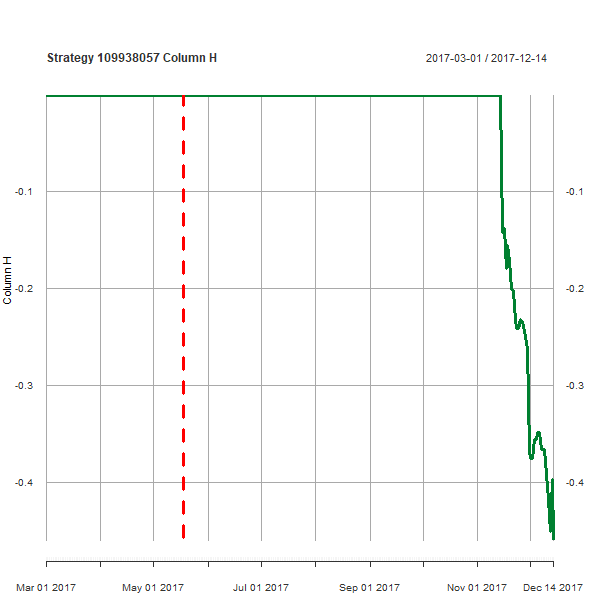 Strategy 109938057 Column H
2017-03-01 / 2017-12-14
Column H
-0.1
-0.1
-0.2
-0.2
-0.3
-0.3
-0.4
-0.4
Mar 01 2017
May 01 2017
Jul 01 2017
Sep 01 2017
Nov 01 2017
Dec 14 2017